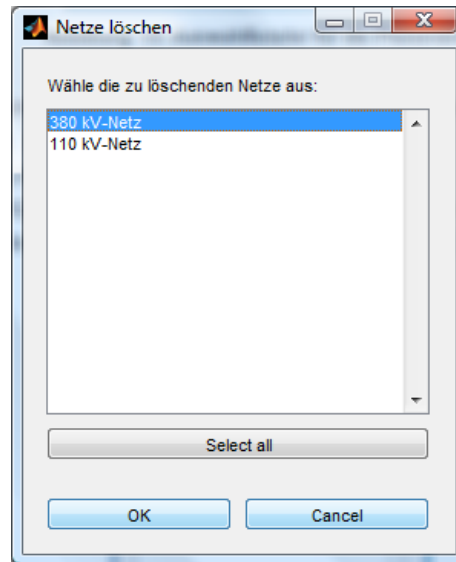 Netze löschen
Wähle die zu löschenden Netze aus:
380 kV-Netz
110 kV-Netz
Select all
OK Cancel